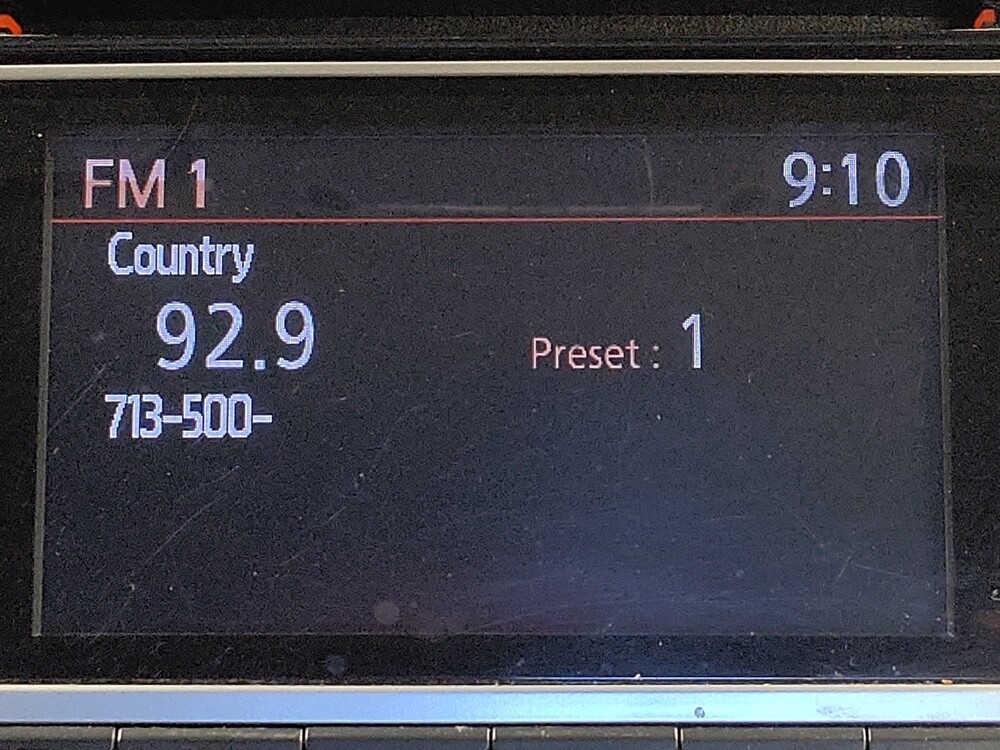 FM 1 9:10
Country
92.9 Preset : 1
713-500-